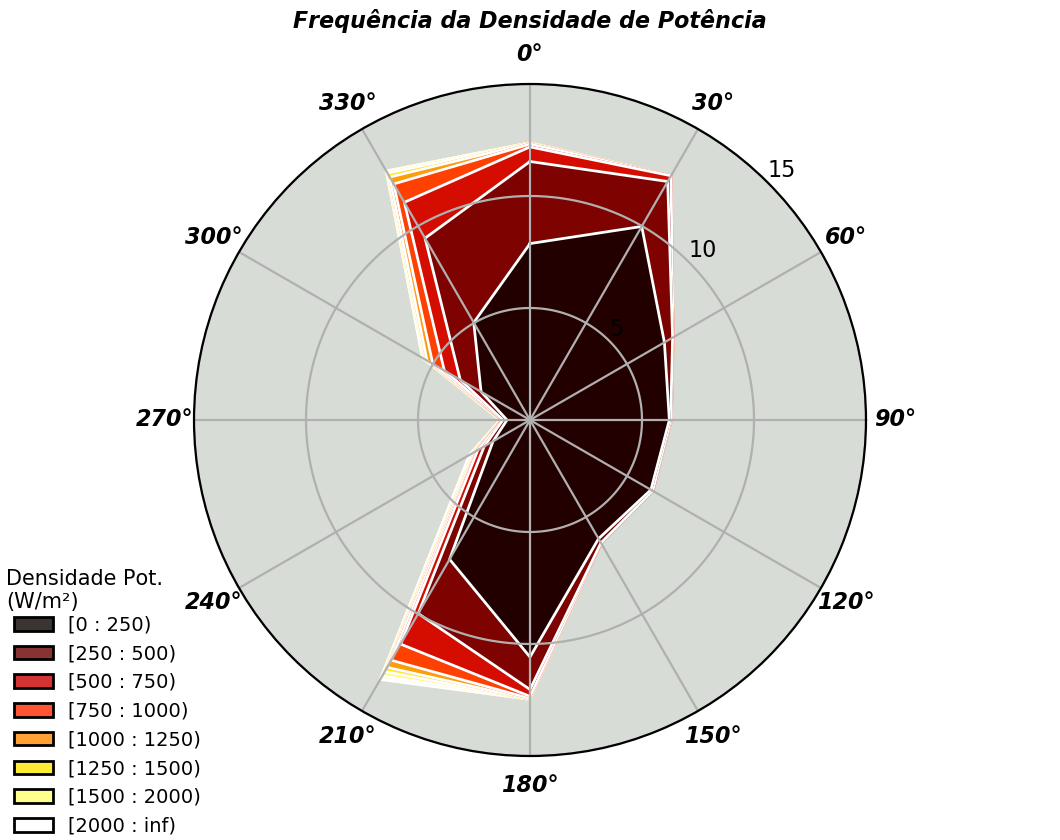 Frequência da Densidade de Potência
0°
330°
30°
15
300°
60°
10
5
270°
90°
240°
120°
210°
150°
180°
Densidade Pot.
(W/m²)
[0 : 250)
[250 : 500)
[500 : 750)
[750 : 1000)
[1000 : 1250)
[1250 : 1500)
[1500 : 2000)
[2000 : inf)